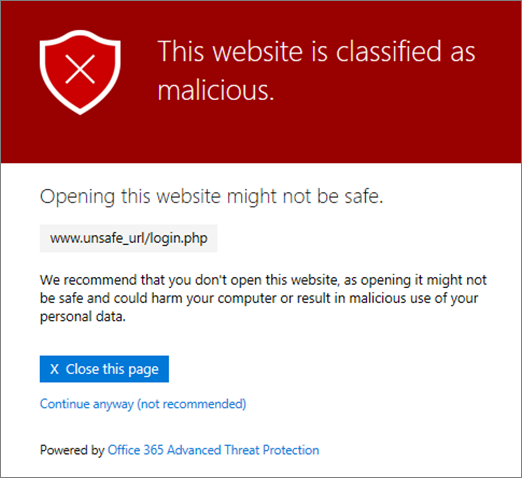 This website is classified as
malicious.
Opening this website might not be safe.
www.unsafe_url/login.php
We recommend that you don't open this website, as opening it might not
be safe and could harm your computer or result in malicious use of your
personal data.
X Close this page
Continue anyway (not recommended)
Powered by Office 365 Advanced Threat Protection